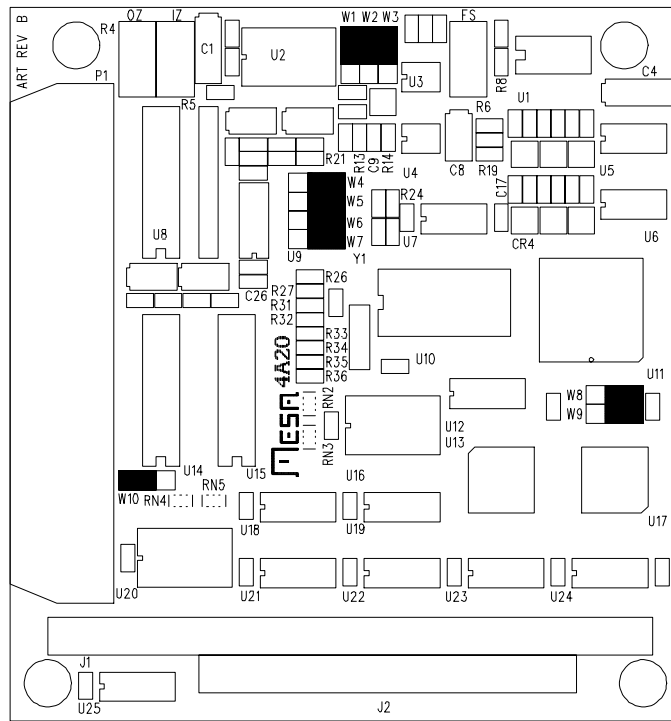 ART REV B
R4
OZ
IZ
C1
U2
W1 W2 W3
U3
FS
R8
C4
P1
R5
R6
U1
R21
R13
C9
R14
U4
C8
R19
U5
W4
W5
W6
W7
U9
Y1
R24
U7
C17
CR4
U6
U8
C26
R26
R27
R31
R32
R33
R34
R35
R36
U10
U11
W8
W9
MESA 4A20
RN2
RN3
U12
U13
U14
U15
U16
W10
RN4
RN5
U17
U18
U19
U20
U21
U22
U23
U24
J1
U25
J2